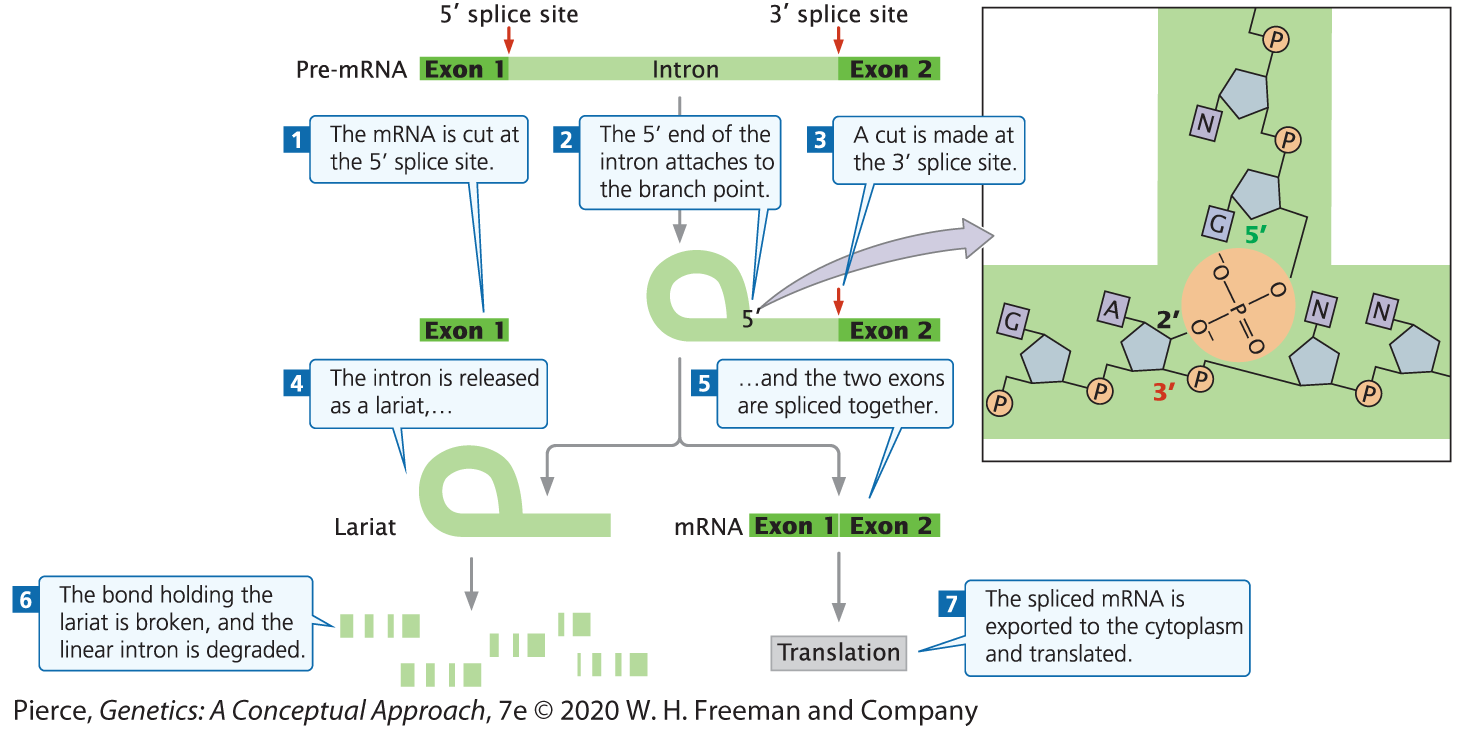 5′ splice site
3′ splice site
Pre-mRNA
Exon 1
Intron
Exon 2
1
The mRNA is cut at
the 5′ splice site.
2
The 5′ end of the
intron attaches to
the branch point.
3
A cut is made at
the 3′ splice site.
Exon 1
5′
Exon 2
4
The intron is released
as a lariat,…
5
…and the two exons
are spliced together.
Lariat
mRNA
Exon 1
Exon 2
6
The bond holding the
lariat is broken, and the
linear intron is degraded.
Translation
7
The spliced mRNA is
exported to the cytoplasm
and translated.
P
N
P
G
5′
O
O
P
O
O
–
–
G
A
2′
N
N
P
P
3′
P
P
Pierce, Genetics: A Conceptual Approach, 7e © 2020 W. H. Freeman and Company